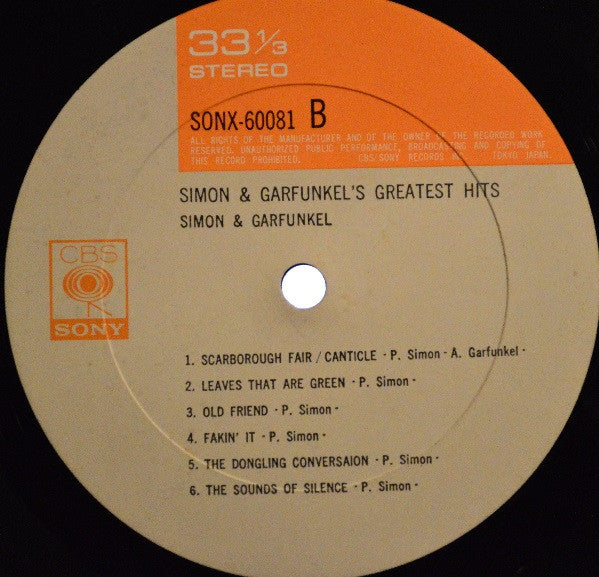 33 1/3
STEREO
SONX-60081 B
ALL RIGHTS OF THE MANUFACTURER AND OF THE OWNER OF THE RECORDED WORK
RESERVED. UNAUTHORIZED PUBLIC PERFORMANCE, BROADCASTING AND COPYING OF
THIS RECORD PROHIBITED. CBS/SONY RECORDS TOKYO JAPAN.
SIMON & GARFUNKEL'S GREATEST HITS
SIMON & GARFUNKEL
CBS
SONY
1. SCARBOROUGH FAIR / CANTICLE - P. Simon - A. Garfunkel -
2. LEAVES THAT ARE GREEN - P. Simon -
3. OLD FRIEND - P. Simon -
4. FAKIN' IT - P. Simon -
5. THE DONGLING CONVERSAION - P. Simon -
6. THE SOUNDS OF SILENCE - P. Simon -